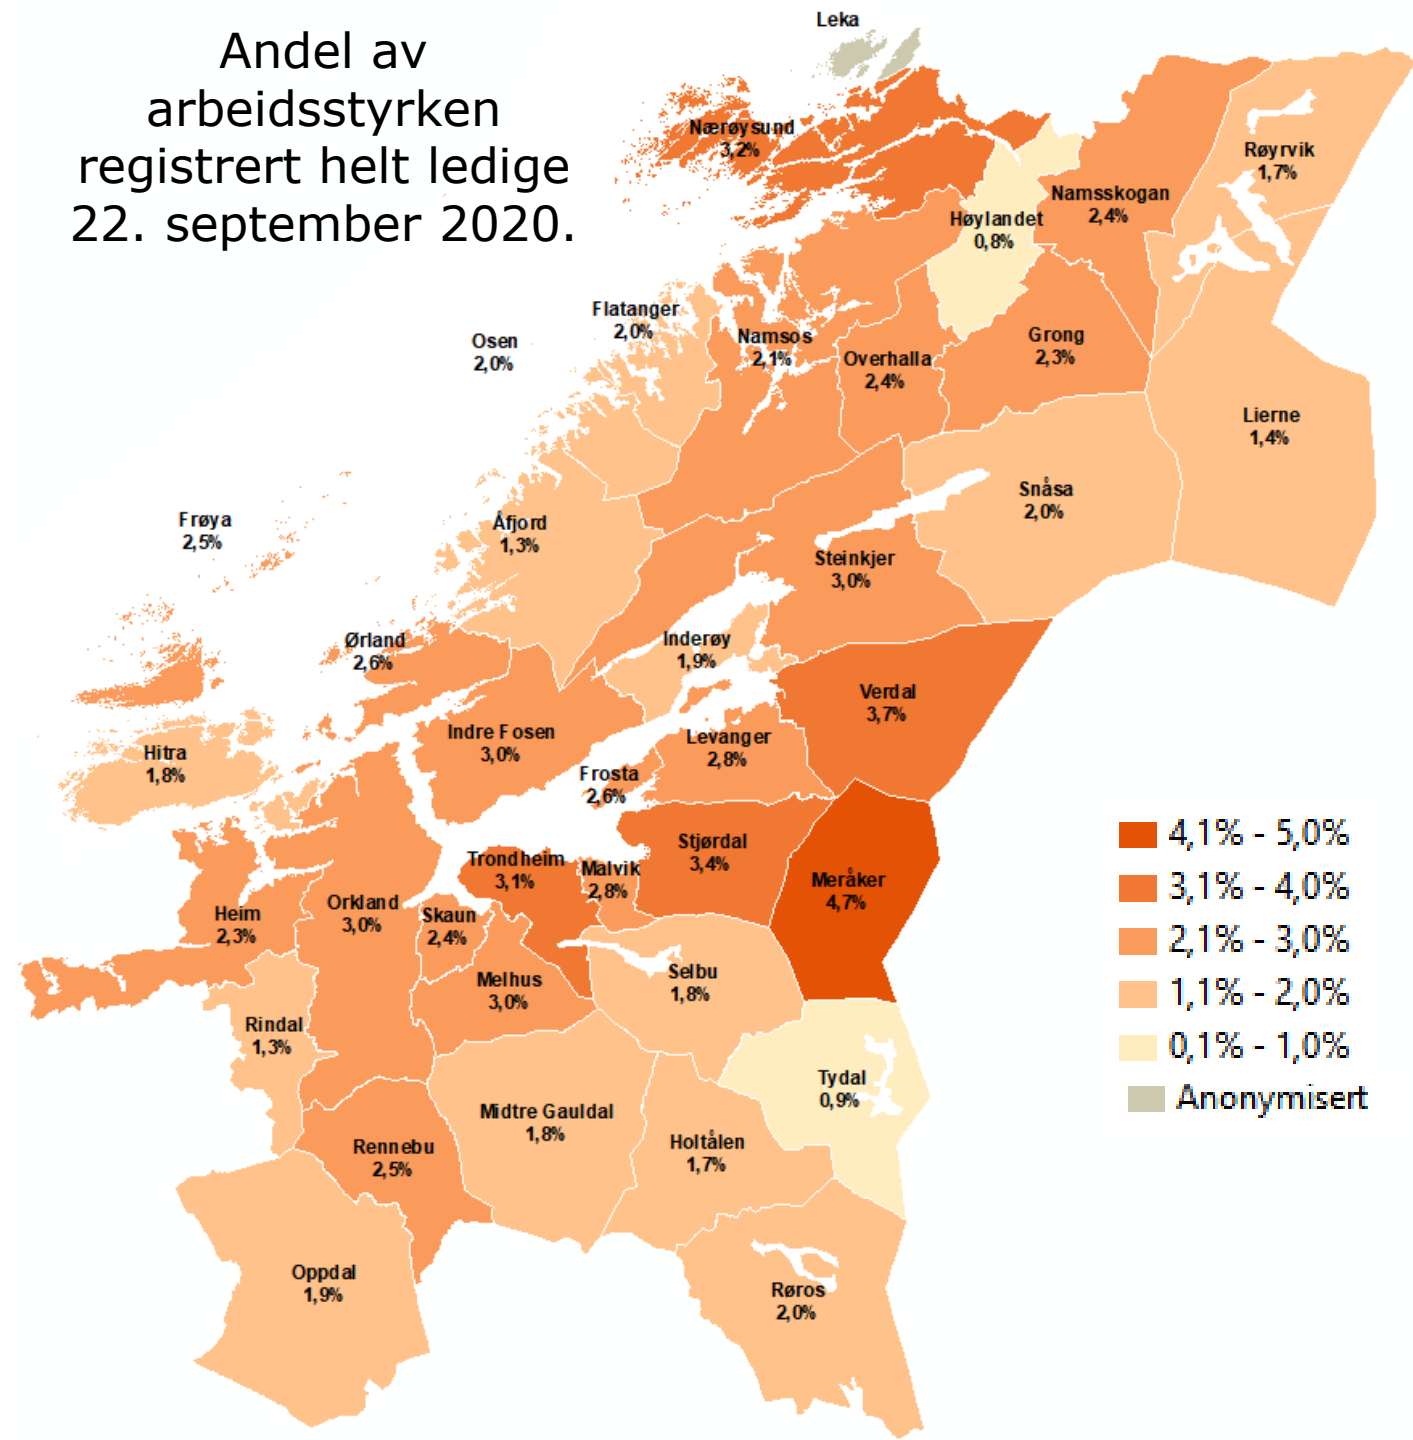 Andel av
arbeidsstyrken
registrert helt ledige
22. september 2020.
Leka
Nærøysund
3,2%
Røyrvik
1,7%
Namsskogan
2,4%
Høylandet
0,8%
Flatanger
2,0%
Osen
2,0%
Namsos
2,1%
Overhalla
2,4%
Grong
2,3%
Lierne
1,4%
Snåsa
2,0%
Frøya
2,5%
Åfjord
1,3%
Steinkjer
3,0%
Ørland
2,6%
Inderøy
1,9%
Verdal
3,7%
Indre Fosen
3,0%
Levanger
2,8%
Hitra
1,8%
Frosta
2,6%
Stjørdal
3,4%
Trondheim
3,1%
Malvik
2,8%
Meråker
4,7%
Heim
2,3%
Orkland
3,0%
Skaun
2,4%
Melhus
3,0%
Selbu
1,8%
Rindal
1,3%
Tydal
0,9%
Midtre Gauldal
1,8%
Holtålen
1,7%
Rennebu
2,5%
Oppdal
1,9%
Røros
2,0%
4,1% - 5,0%
3,1% - 4,0%
2,1% - 3,0%
1,1% - 2,0%
0,1% - 1,0%
Anonymisert